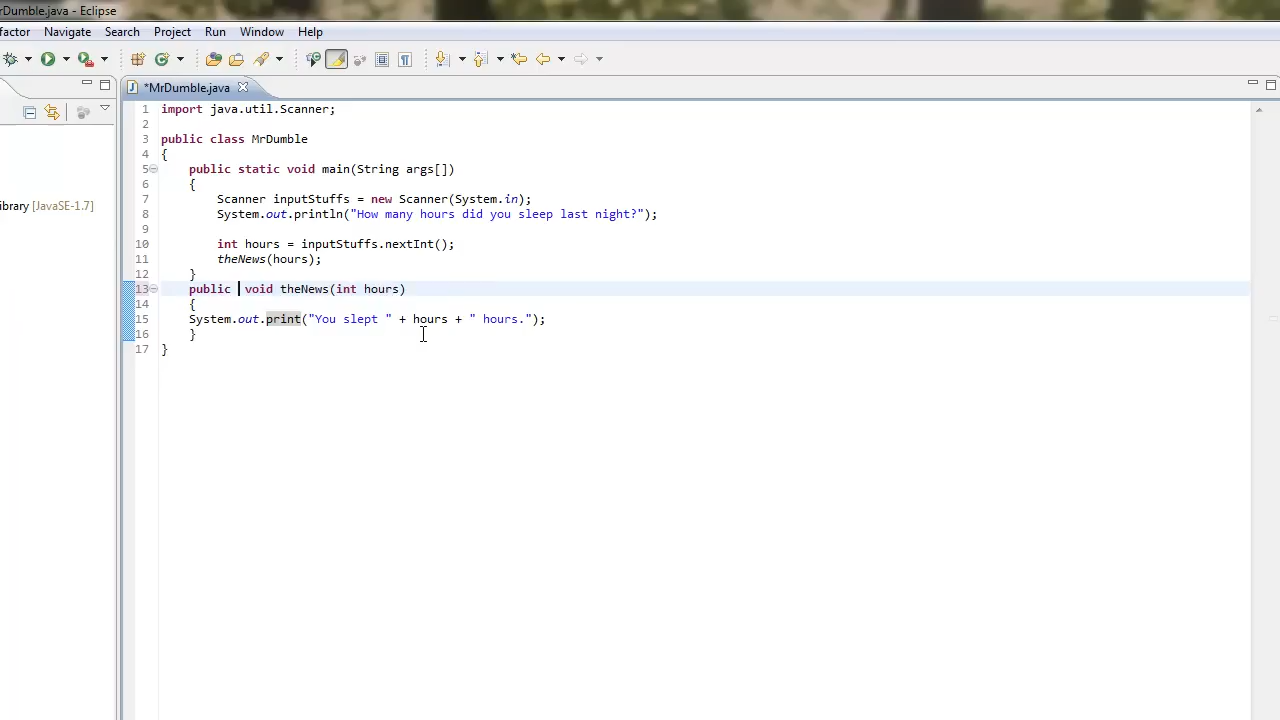 rDumble.java - Eclipse
factor Navigate Search Project Run Window Help
*MrDumble.java
ibrary [JavaSE-1.7]
1 import java.util.Scanner;
2
3 public class MrDumble
4 {
5 public static void main(String args[])
6 {
7 Scanner inputStuffs = new Scanner(System.in);
8 System.out.println("How many hours did you sleep last night?");
9
10 int hours = inputStuffs.nextInt();
11 theNews(hours);
12 }
13 public void theNews(int hours)
14 {
15 System.out.print("You slept " + hours + " hours.");
16 }
17 }